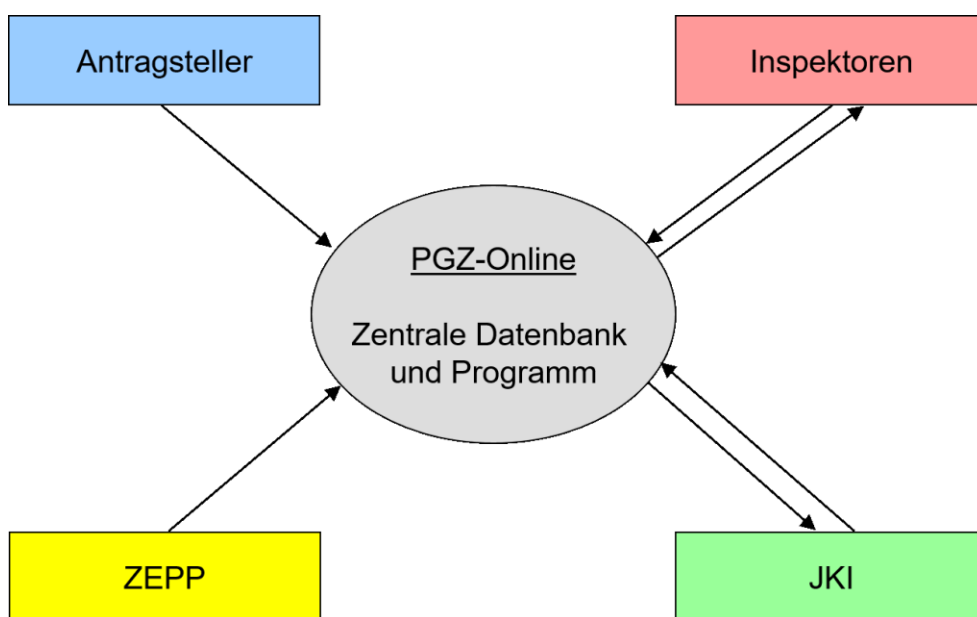 Antragsteller
Inspektoren
PGZ-Online
Zentrale Datenbank
und Programm
ZEPP
JKI